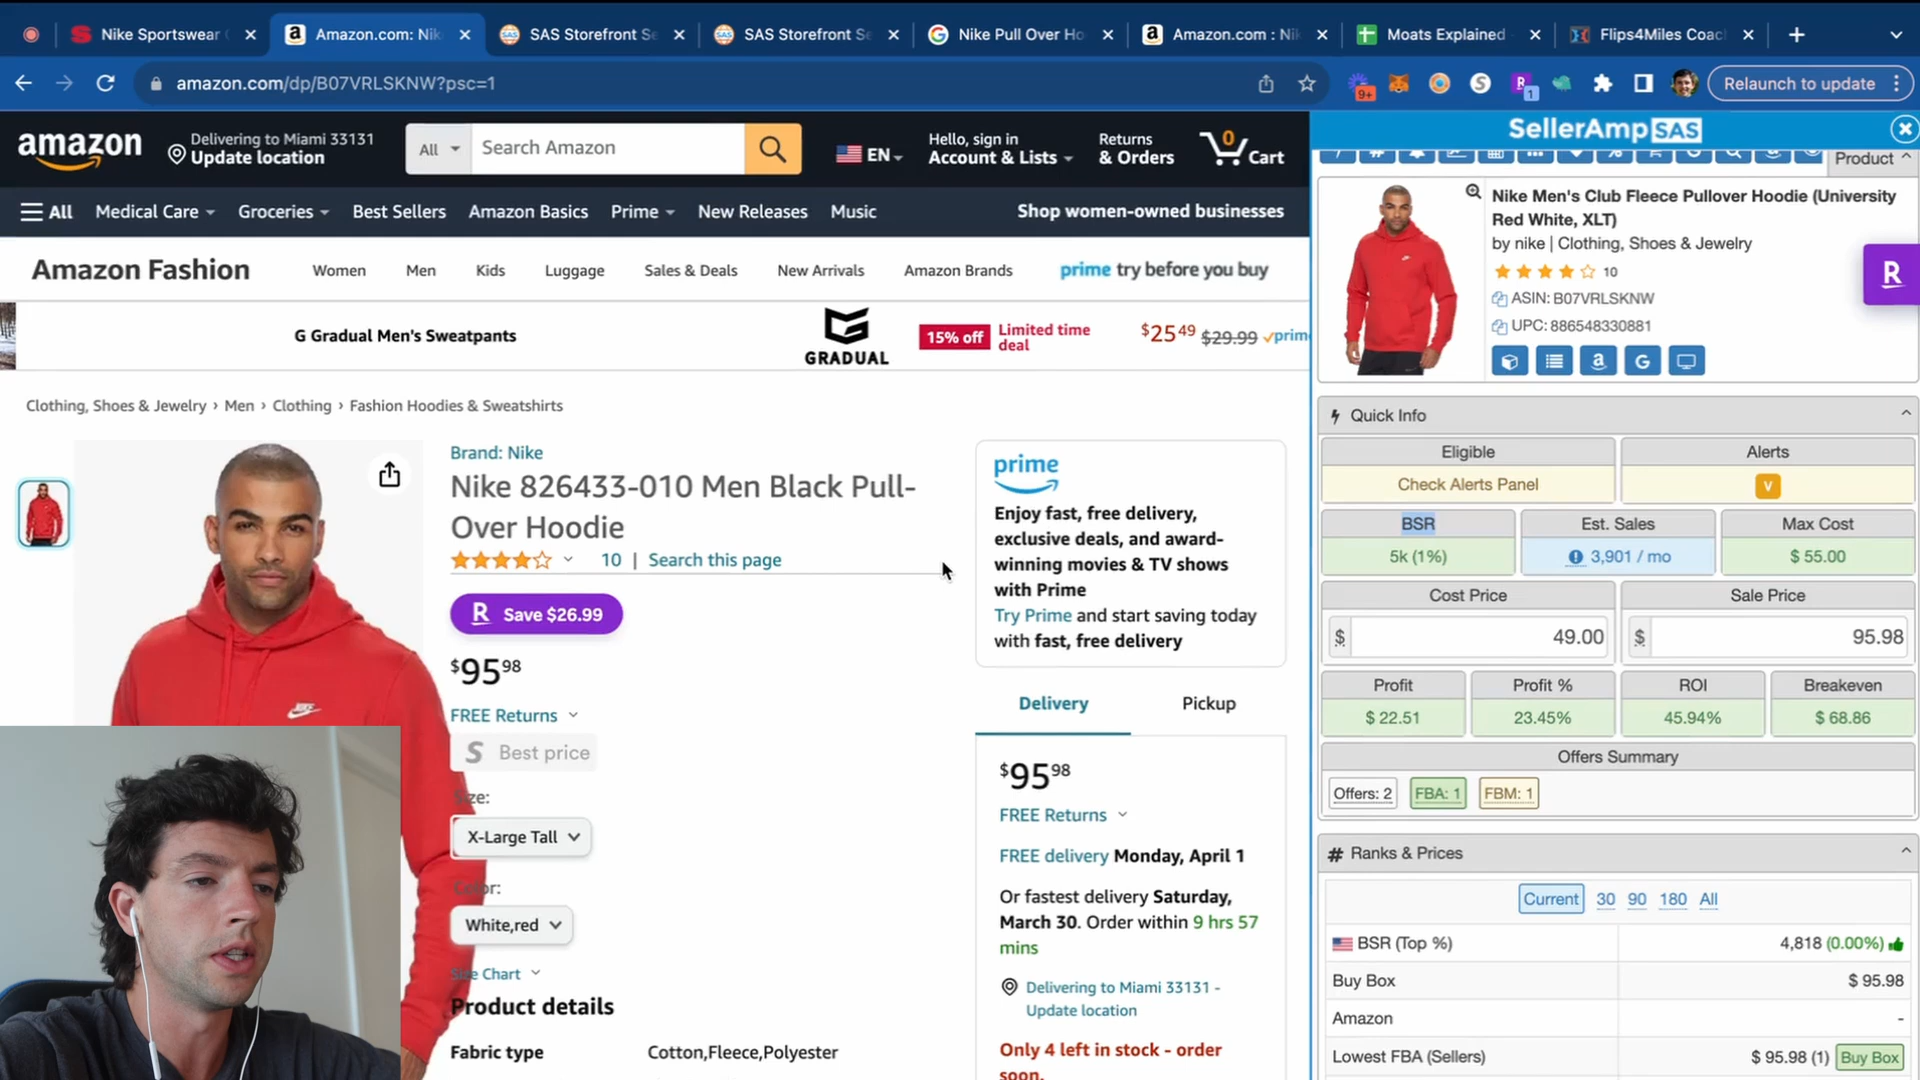 Nike Sportswear
Amazon.com: Nik
SAS Storefront Se
SAS Storefront Se
Nike Pull Over Ho
Amazon.com : Nik
Moats Explained
Flips4Miles Coac
amazon.com/dp/B07VRLSKNW?psc=1
9+
1
Relaunch to update
amazon
Delivering to Miami 33131
Update location
All
Search Amazon
EN
Hello, sign in
Account & Lists
Returns
& Orders
0
Cart
All
Medical Care
Groceries
Best Sellers
Amazon Basics
Prime
New Releases
Music
Shop women-owned businesses
Amazon Fashion
Women
Men
Kids
Luggage
Sales & Deals
New Arrivals
Amazon Brands
prime try before you buy
G Gradual Men's Sweatpants
GRADUAL
15% off
Limited time
deal
$25 49
$29.99
prime
Clothing, Shoes & Jewelry › Men › Clothing › Fashion Hoodies & Sweatshirts
Brand: Nike
Nike 826433-010 Men Black Pull-
Over Hoodie
10 | Search this page
R Save $26.99
$95 98
FREE Returns
S Best price
Size:
X-Large Tall
Color:
White,red
Size Chart
Product details
Fabric type
Cotton,Fleece,Polyester
prime
Enjoy fast, free delivery,
exclusive deals, and award-
winning movies & TV shows
with Prime
Try Prime and start saving today
with fast, free delivery
Delivery
Pickup
$95 98
FREE Returns
FREE delivery Monday, April 1
Or fastest delivery Saturday,
March 30. Order within 9 hrs 57
mins
Delivering to Miami 33131 -
Update location
Only 4 left in stock - order
soon.
SellerAmp SAS
Product
Nike Men's Club Fleece Pullover Hoodie (University
Red White, XLT)
by nike | Clothing, Shoes & Jewelry
10
ASIN: B07VRLSKNW
UPC: 886548330881
R
Quick Info
Eligible
Alerts
Check Alerts Panel
V
BSR
Est. Sales
Max Cost
5k (1%)
3,901 / mo
$ 55.00
Cost Price
Sale Price
$ 49.00
$ 95.98
Profit
Profit %
ROI
Breakeven
$ 22.51
23.45%
45.94%
$ 68.86
Offers Summary
Offers: 2
FBA: 1
FBM: 1
# Ranks & Prices
Current
30
90
180
All
BSR (Top %)
4,818 (0.00%)
Buy Box
$ 95.98
Amazon
-
Lowest FBA (Sellers)
$ 95.98 (1)
Buy Box